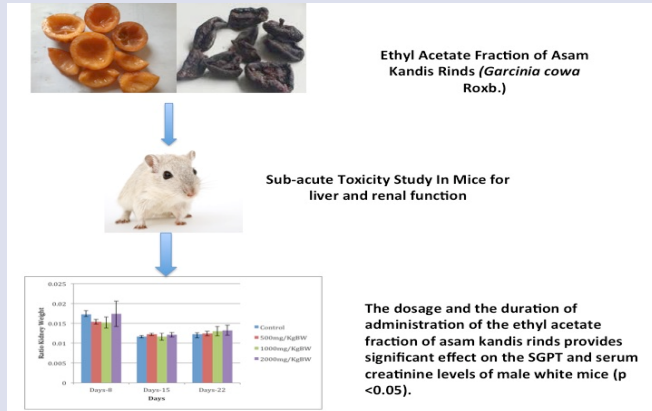 Ethyl Acetate Fraction of Asam
Kandis Rinds (Garcinia cowa
Roxb.)
Sub-acute Toxicity Study In Mice for
liver and renal function
0.025
0.02
0.015
0.01
0.005
0
Ratio Kidney Weight
Days-8
Days-15
Days-22
Days
Control
500mg/KgBW
1000mg/KgBW
2000mg/KgBW
The dosage and the duration of
administration of the ethyl acetate
fraction of asam kandis rinds provides
significant effect on the SGPT and serum
creatinine levels of male white mice (p
<0.05).